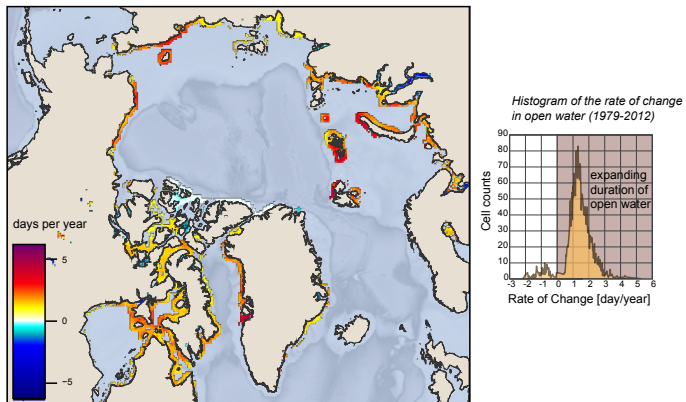 days per year
5
0
−5
Histogram of the rate of change
in open water (1979-2012)
90
80
70
60
50
40
30
20
10
0
Cell counts
expanding
duration of
open water
-3 -2 -1 0 1 2 3 4 5 6
Rate of Change [day/year]